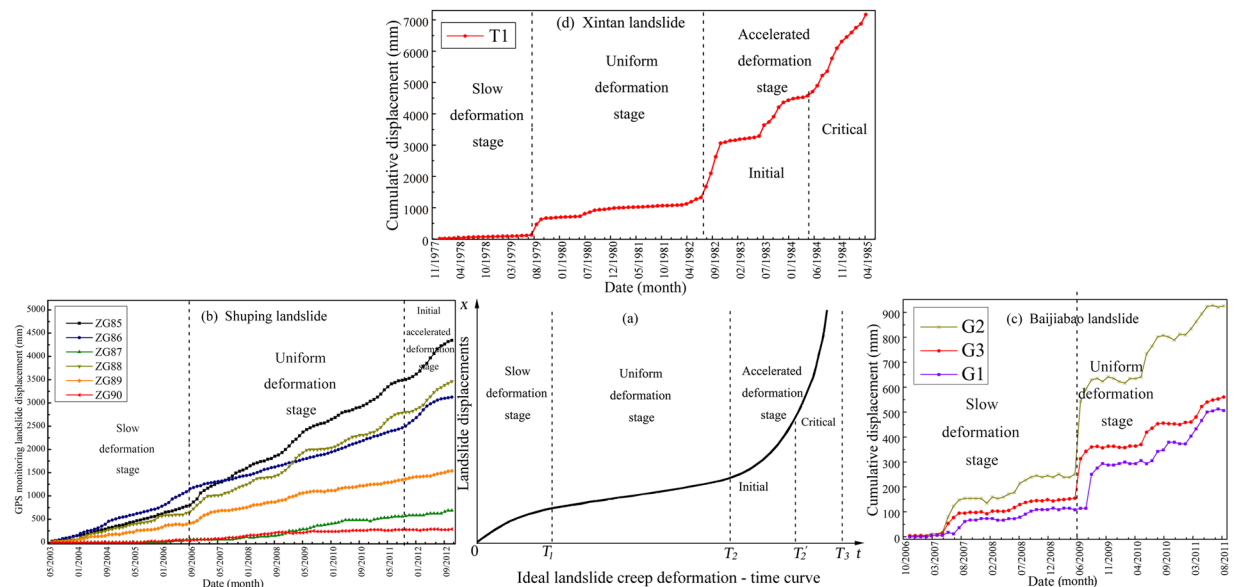 (d) Xintan landslide
T1
Cumulative displacement (mm)
7000
6000
5000
4000
3000
2000
1000
0
Slow
deformation
stage
Uniform
deformation
stage
Accelerated
deformation
stage
Initial
Critical
11/1977
04/1978
10/1978
03/1979
08/1979
01/1980
07/1980
12/1980
05/1981
11/1981
04/1982
09/1982
02/1983
07/1983
01/1984
06/1984
11/1984
04/1985
Date (month)
(b) Shuping landslide
ZG85
ZG86
ZG87
ZG88
ZG89
ZG90
GPS monitoring landslide displacement (mm)
5000
4500
4000
3500
3000
2500
2000
1500
1000
500
0
Slow
deformation
stage
Uniform
deformation
stage
Initial
accelerated
deformation
stage
05/2003
01/2004
09/2004
05/2005
01/2006
09/2006
05/2007
01/2008
09/2008
05/2009
01/2010
09/2010
05/2011
01/2012
09/2012
Date (month)
(a)
x
Landslide displacements
Slow
deformation
stage
Uniform
deformation
stage
Accelerated
deformation
stage
Initial
Critical
0
T1
T2
T2'
T3
t
Ideal landslide creep deformation - time curve
(c) Baijiabao landslide
G2
G3
G1
Cumulative displacement (mm)
900
800
700
600
500
400
300
200
100
0
Slow
deformation
stage
Uniform
deformation
stage
10/2006
03/2007
08/2007
02/2008
07/2008
12/2008
06/2009
11/2009
04/2010
09/2010
03/2011
08/2011
Date (month)